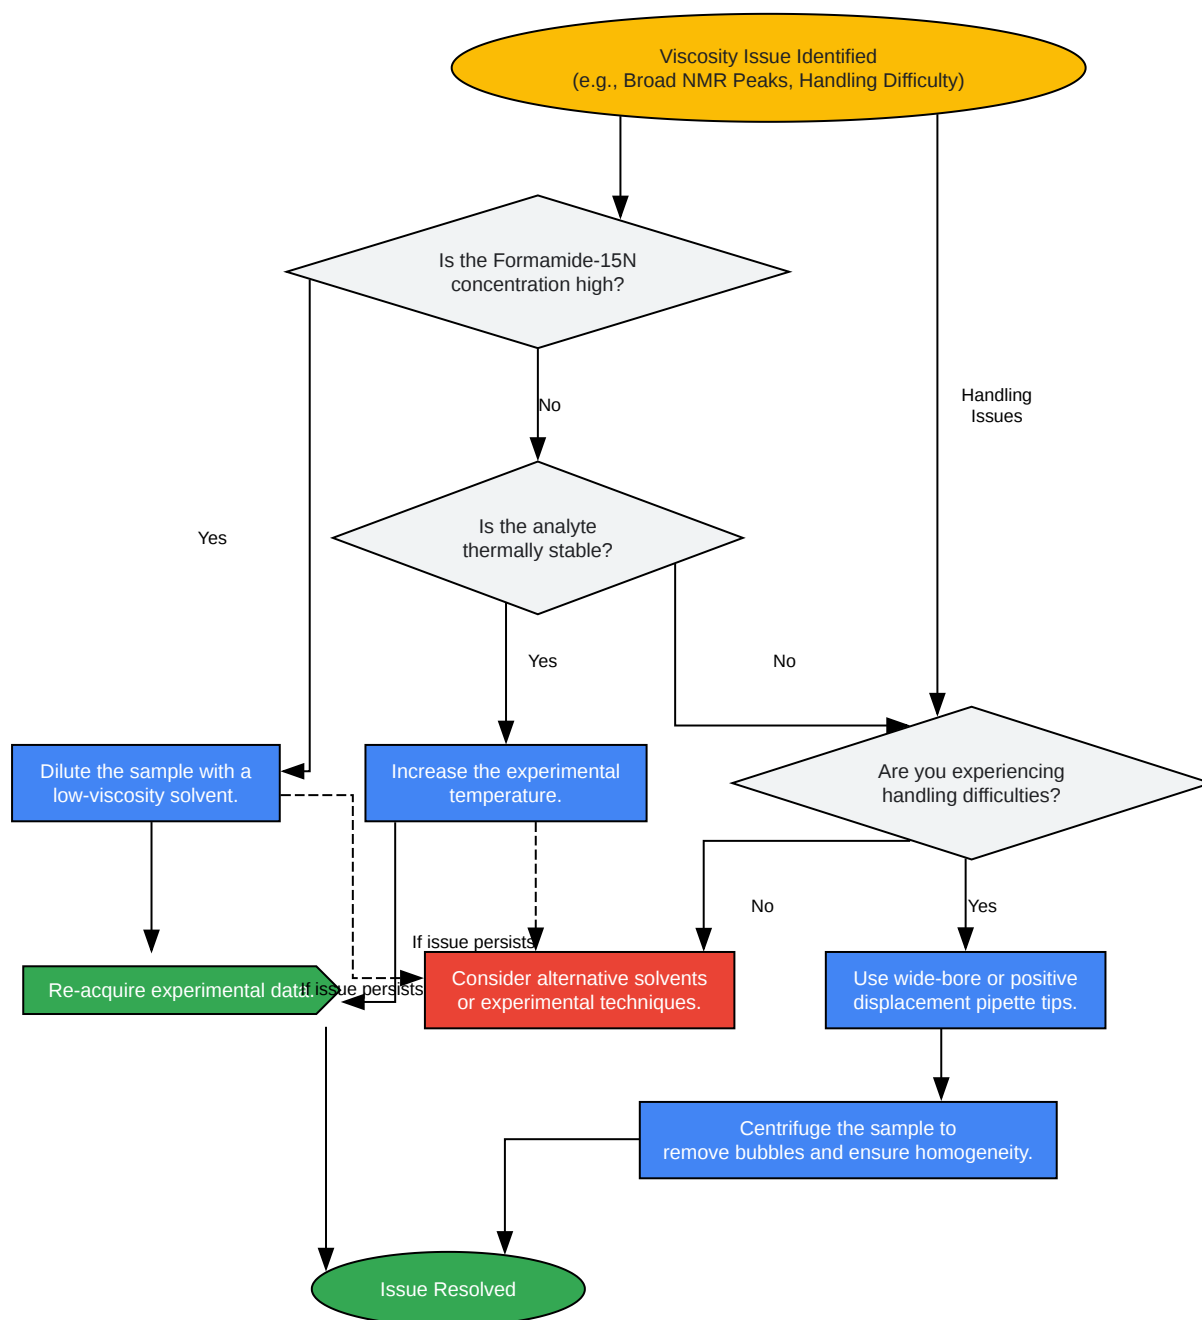 Viscosity Issue Identified
(e.g., Broad NMR Peaks, Handling Difficulty)
Is the Formamide-15N
concentration high?
Handling
Issues
No
Is the analyte
thermally stable?
Yes
Yes
No
Dilute the sample with a
low-viscosity solvent.
Increase the experimental
temperature.
Are you experiencing
handling difficulties?
No
Yes
If issue persists
Re-acquire experimental data.
If issue persists
Consider alternative solvents
or experimental techniques.
Use wide-bore or positive
displacement pipette tips.
Centrifuge the sample to
remove bubbles and ensure homogeneity.
Issue Resolved